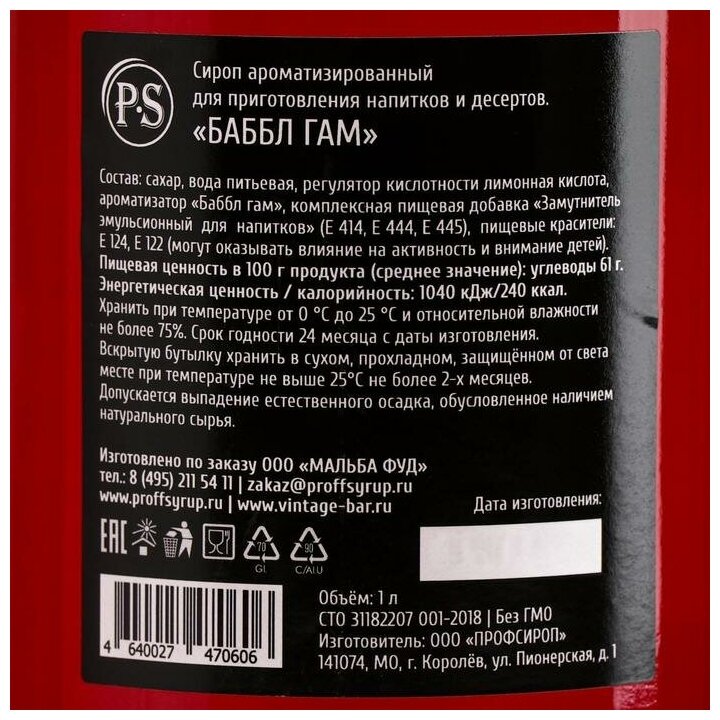 P.S
Сироп ароматизированный
для приготовления напитков и десертов.
«БАББЛ ГАМ»
Состав: сахар, вода питьевая, регулятор кислотности лимонная кислота,
ароматизатор «Баббл гам», комплексная пищевая добавка «Замутнитель
эмульсионный для напитков» (Е 414, Е 444, Е 445), пищевые красители:
Е 124, Е 122 (могут оказывать влияние на активность и внимание детей).
Пищевая ценность в 100 г продукта (среднее значение): углеводы 61 г.
Энергетическая ценность / калорийность: 1040 кДж/240 ккал.
Хранить при температуре от 0 °C до 25 °C и относительной влажности
не более 75%. Срок годности 24 месяца с даты изготовления.
Вскрытую бутылку хранить в сухом, прохладном, защищённом от света
месте при температуре не выше 25°C не более 2-х месяцев.
Допускается выпадение естественного осадка, обусловленное наличием
натурального сырья.
Изготовлено по заказу ООО «МАЛЬБА ФУД»
тел.: 8 (495) 211 54 11 | zakaz@proffsyrup.ru
www.proffsyrup.ru | www.vintage-bar.ru
Дата изготовления:
EAC
70
GL
90
C/ALU
Объём: 1 л
СТО 31182207 001-2018 | Без ГМО
Изготовитель: ООО «ПРОФСИРОП»
141074, МО, г. Королёв, ул. Пионерская, д. 1
4 640027 470606